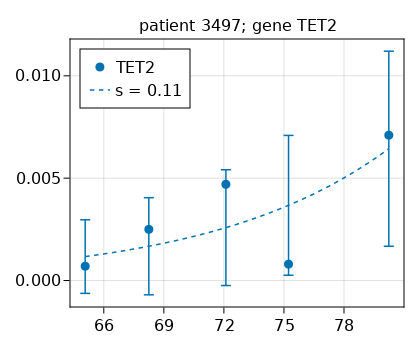 patient 3497; gene TET2
TET2
s = 0.11
0.010
0.005
0.000
66 69 72 75 78